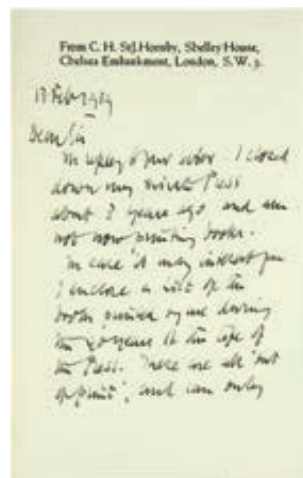 From C. H. StJ. Hornby, Shelley House,
Chelsea Embankment, London, S. W. 3.
Dear Sir
In reply to your letter I closed
down my private Press
about 3 years ago and am
not now printing books.
In case it may interest you
I enclose a list of the
books printed by me during
the 40 years of the life of
the Press. These are all 'out
of print', and can only